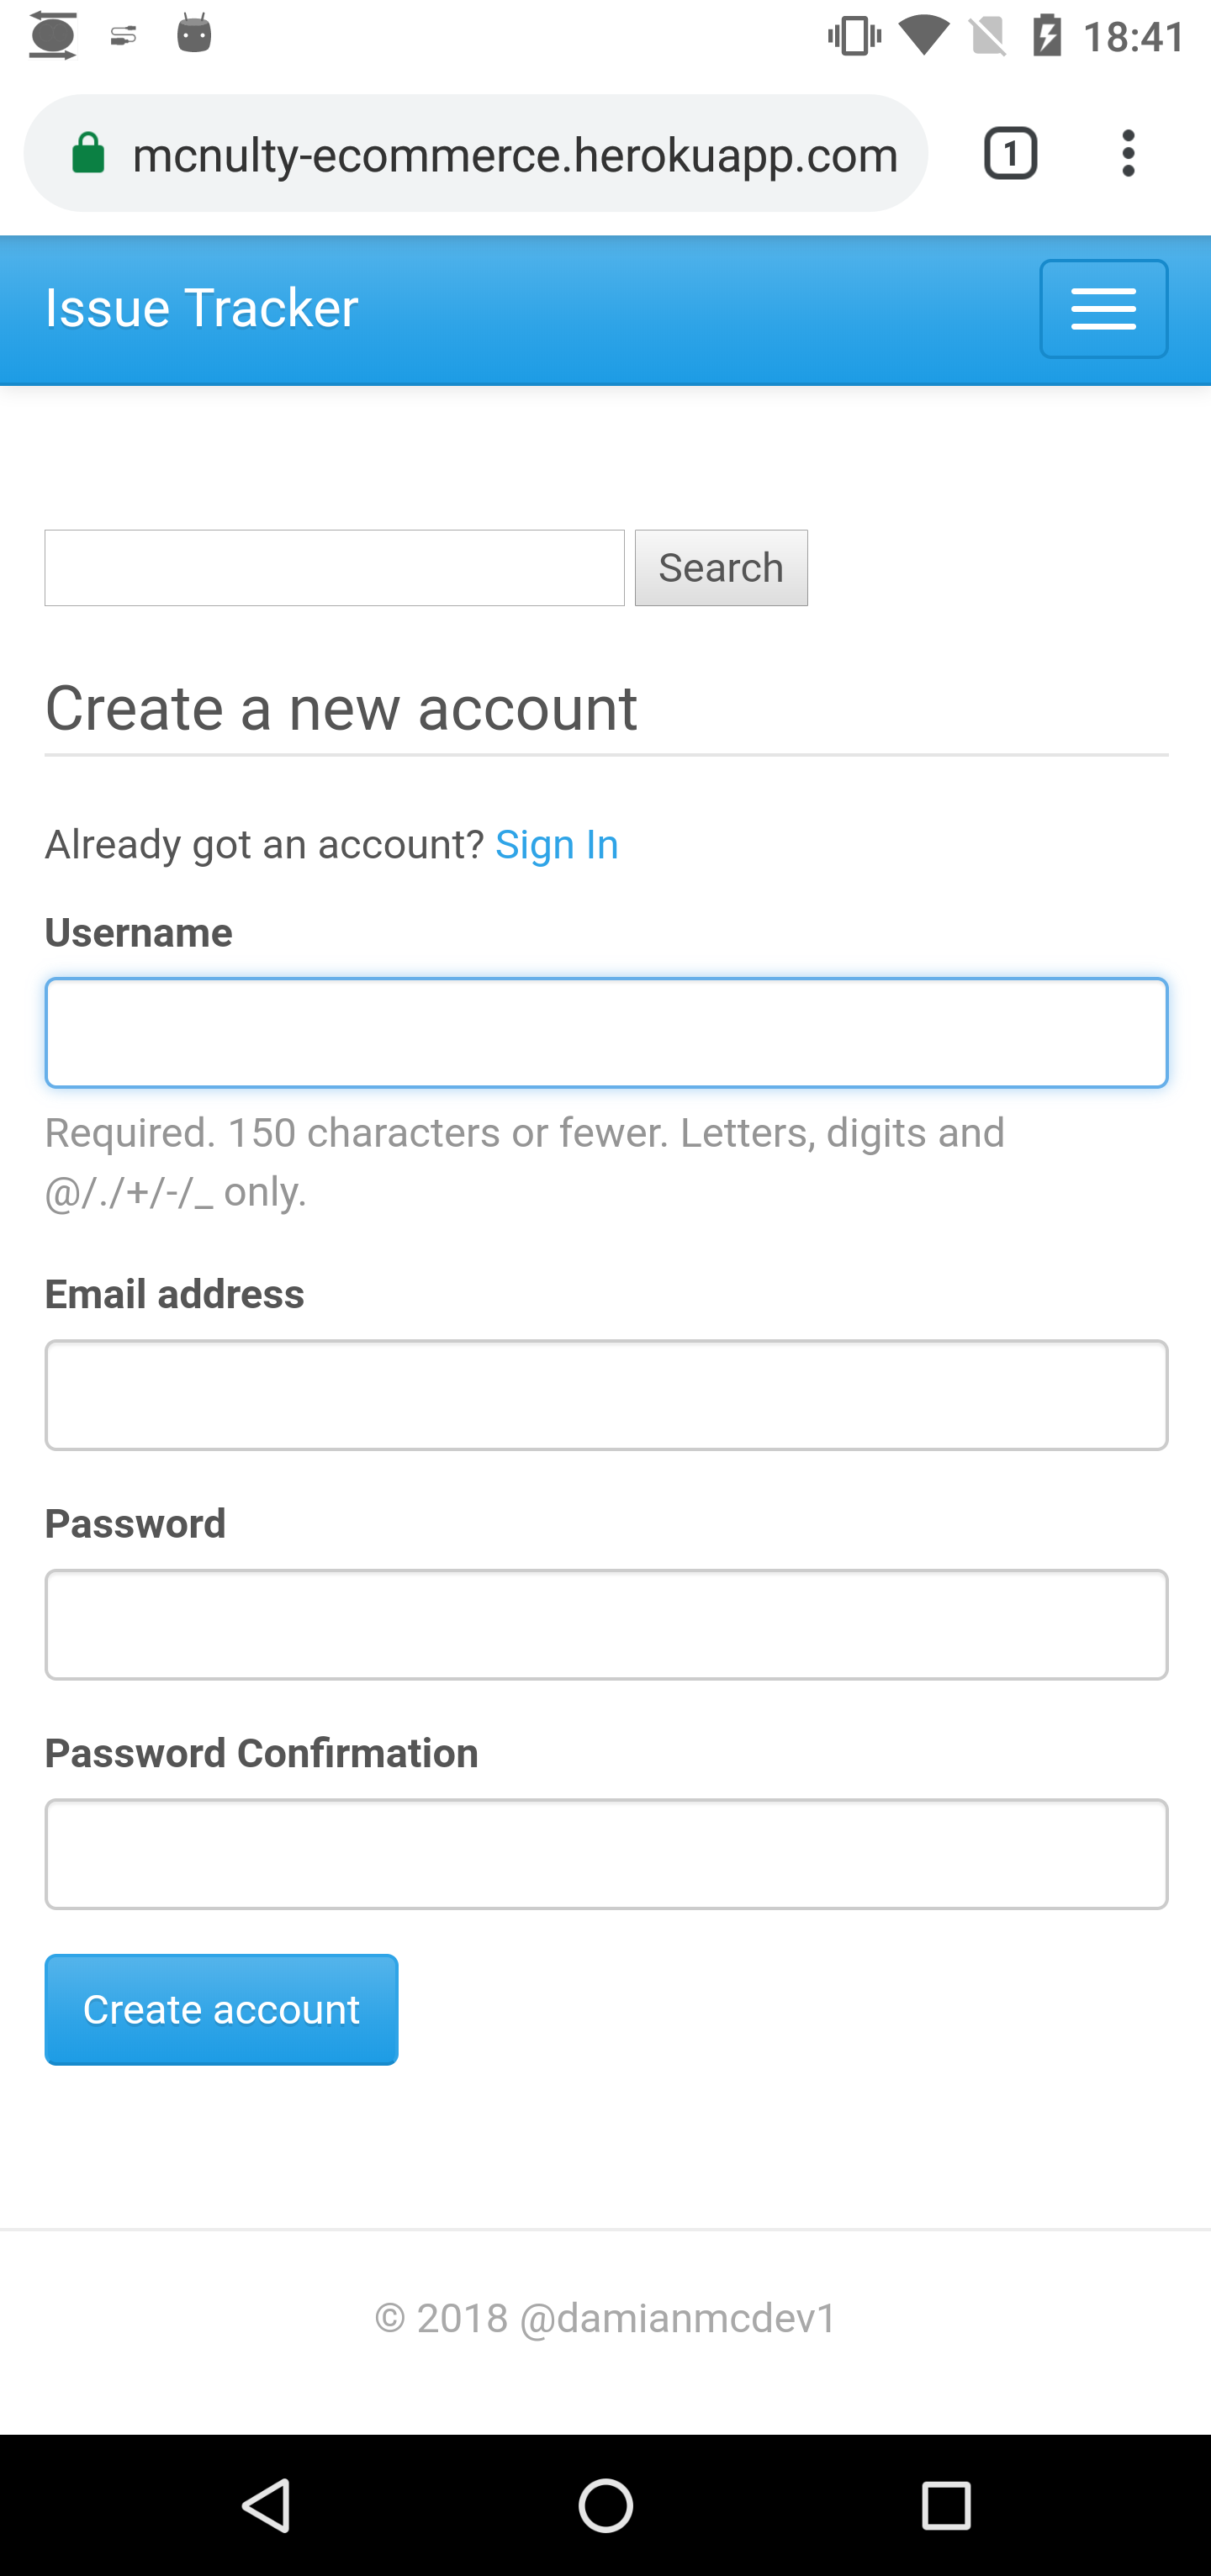 18:41
mcnulty-ecommerce.herokuapp.com
1
Issue Tracker
Search
Create a new account
Already got an account? Sign In
Username
Required. 150 characters or fewer. Letters, digits and
@/./+/-/_ only.
Email address
Password
Password Confirmation
Create account
© 2018 @damianmcdev1